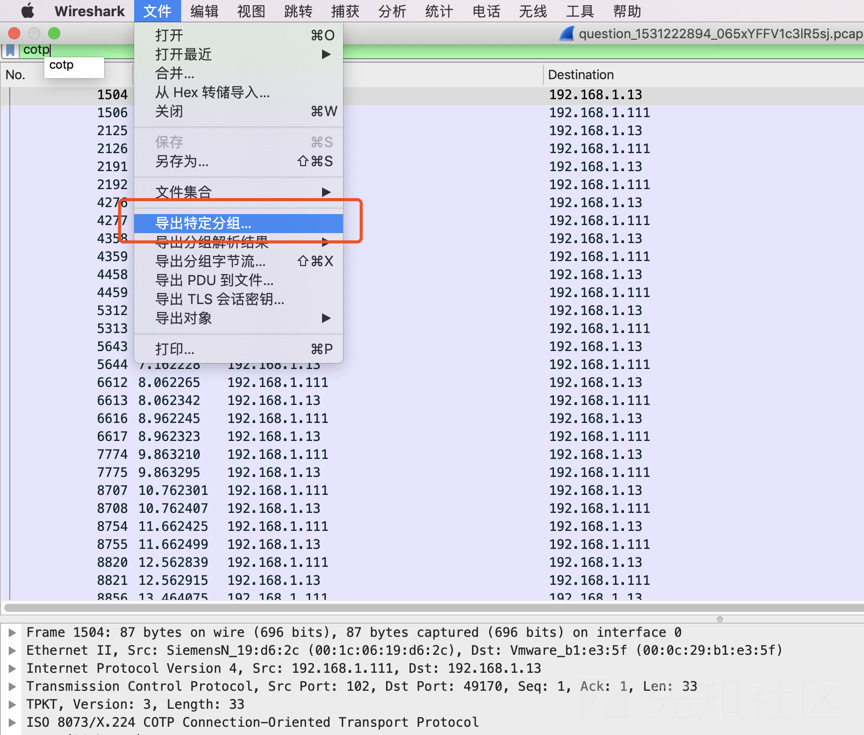 Wireshark 文件 编辑 视图 跳转 捕获 分析 统计 电话 无线 工具 帮助
question_1531222894_065xYFFV1c3lR5sj.pcap
cotp
cotp
No. Destination
打开 ⌘O
打开最近 ▶
合并...
从 Hex 转储导入...
关闭 ⌘W
保存 ⌘S
另存为... ⇧⌘S
文件集合 ▶
导出特定分组...
导出分组解析结果 ▶
导出分组字节流... ⇧⌘X
导出 PDU 到文件...
导出 TLS 会话密钥...
导出对象 ▶
打印... ⌘P
1504 192.168.1.13
1506 192.168.1.111
2125 192.168.1.13
2126 192.168.1.111
2191 192.168.1.13
2192 192.168.1.111
4276 192.168.1.13
4277 192.168.1.111
4358 192.168.1.13
4359 192.168.1.111
4458 192.168.1.13
4459 192.168.1.111
5312 192.168.1.13
5313 192.168.1.111
5643 192.168.1.13
5644 7.162228 192.168.1.13 192.168.1.111
6612 8.062265 192.168.1.111 192.168.1.13
6613 8.062342 192.168.1.13 192.168.1.111
6616 8.962245 192.168.1.111 192.168.1.13
6617 8.962323 192.168.1.13 192.168.1.111
7774 9.863210 192.168.1.111 192.168.1.13
7775 9.863295 192.168.1.13 192.168.1.111
8707 10.762301 192.168.1.111 192.168.1.13
8708 10.762407 192.168.1.13 192.168.1.111
8754 11.662425 192.168.1.111 192.168.1.13
8755 11.662499 192.168.1.13 192.168.1.111
8820 12.562839 192.168.1.111 192.168.1.13
8821 12.562915 192.168.1.13 192.168.1.111
8856 13.464075 192.168.1.111 192.168.1.13
Frame 1504: 87 bytes on wire (696 bits), 87 bytes captured (696 bits) on interface 0
Ethernet II, Src: SiemensN_19:d6:2c (00:1c:06:19:d6:2c), Dst: Vmware_b1:e3:5f (00:0c:29:b1:e3:5f)
Internet Protocol Version 4, Src: 192.168.1.111, Dst: 192.168.1.13
Transmission Control Protocol, Src Port: 102, Dst Port: 49170, Seq: 1, Ack: 1, Len: 33
TPKT, Version: 3, Length: 33
ISO 8073/X.224 COTP Connection-Oriented Transport Protocol